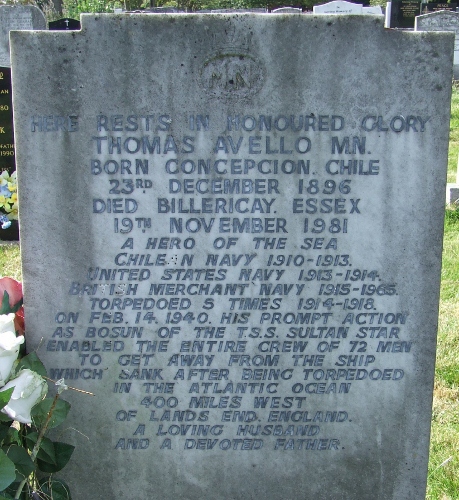 MN
HERE RESTS IN HONOURED GLORY
THOMAS AVELLO MN.
BORN CONCEPCION, CHILE
23RD DECEMBER 1896
DIED BILLERICAY, ESSEX
19TH NOVEMBER 1981
A HERO OF THE SEA
CHILEAN NAVY 1910-1913.
UNITED STATES NAVY 1913-1914.
BRITISH MERCHANT NAVY 1915-1965.
TORPEDOED 5 TIMES 1914-1918.
ON FEB. 14. 1940. HIS PROMPT ACTION
AS BOSUN OF THE T.S.S. SULTAN STAR
ENABLED THE ENTIRE CREW OF 72 MEN
TO GET AWAY FROM THE SHIP
WHICH SANK AFTER BEING TORPEDOED
IN THE ATLANTIC OCEAN
400 MILES WEST
OF LANDS END. ENGLAND.
A LOVING HUSBAND
AND A DEVOTED FATHER.